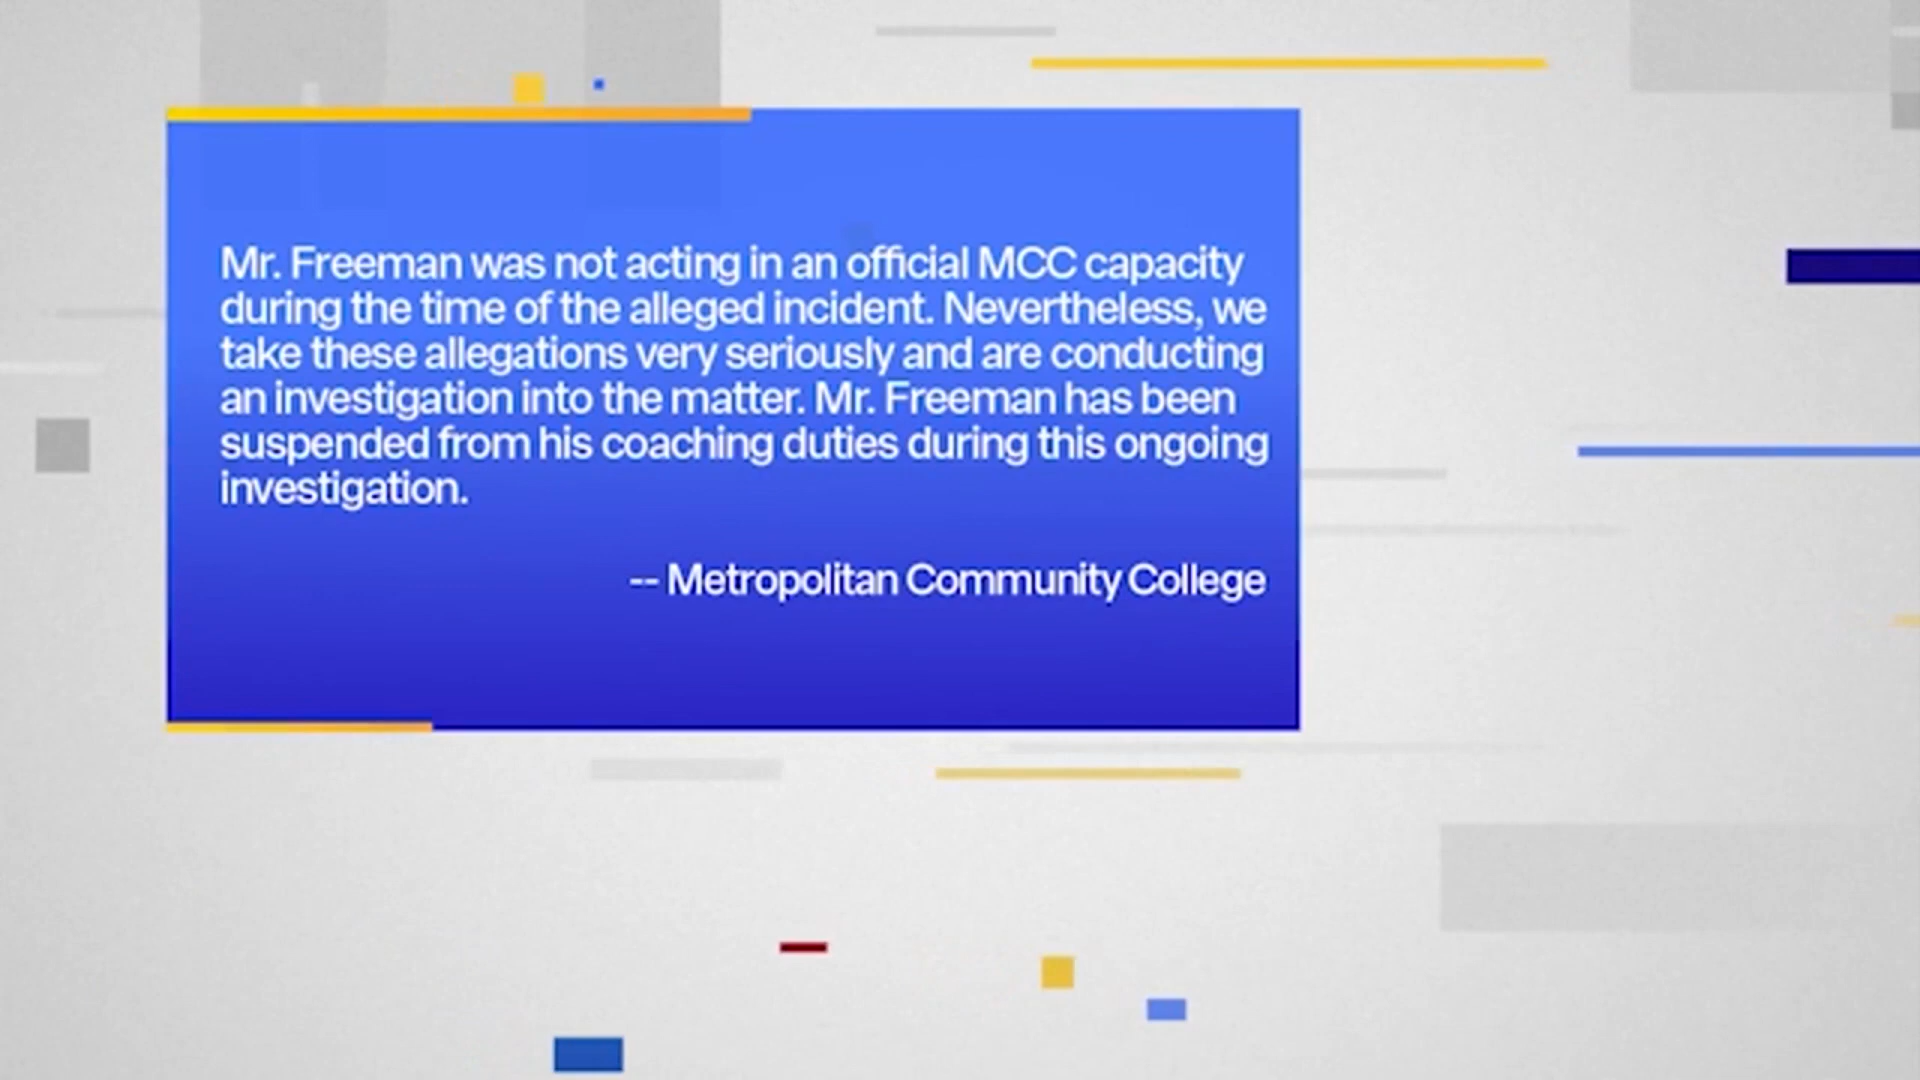 Mr. Freeman was not acting in an official MCC capacity
during the time of the alleged incident. Nevertheless, we
take these allegations very seriously and are conducting
an investigation into the matter. Mr. Freeman has been
suspended from his coaching duties during this ongoing
investigation.
-- Metropolitan Community College